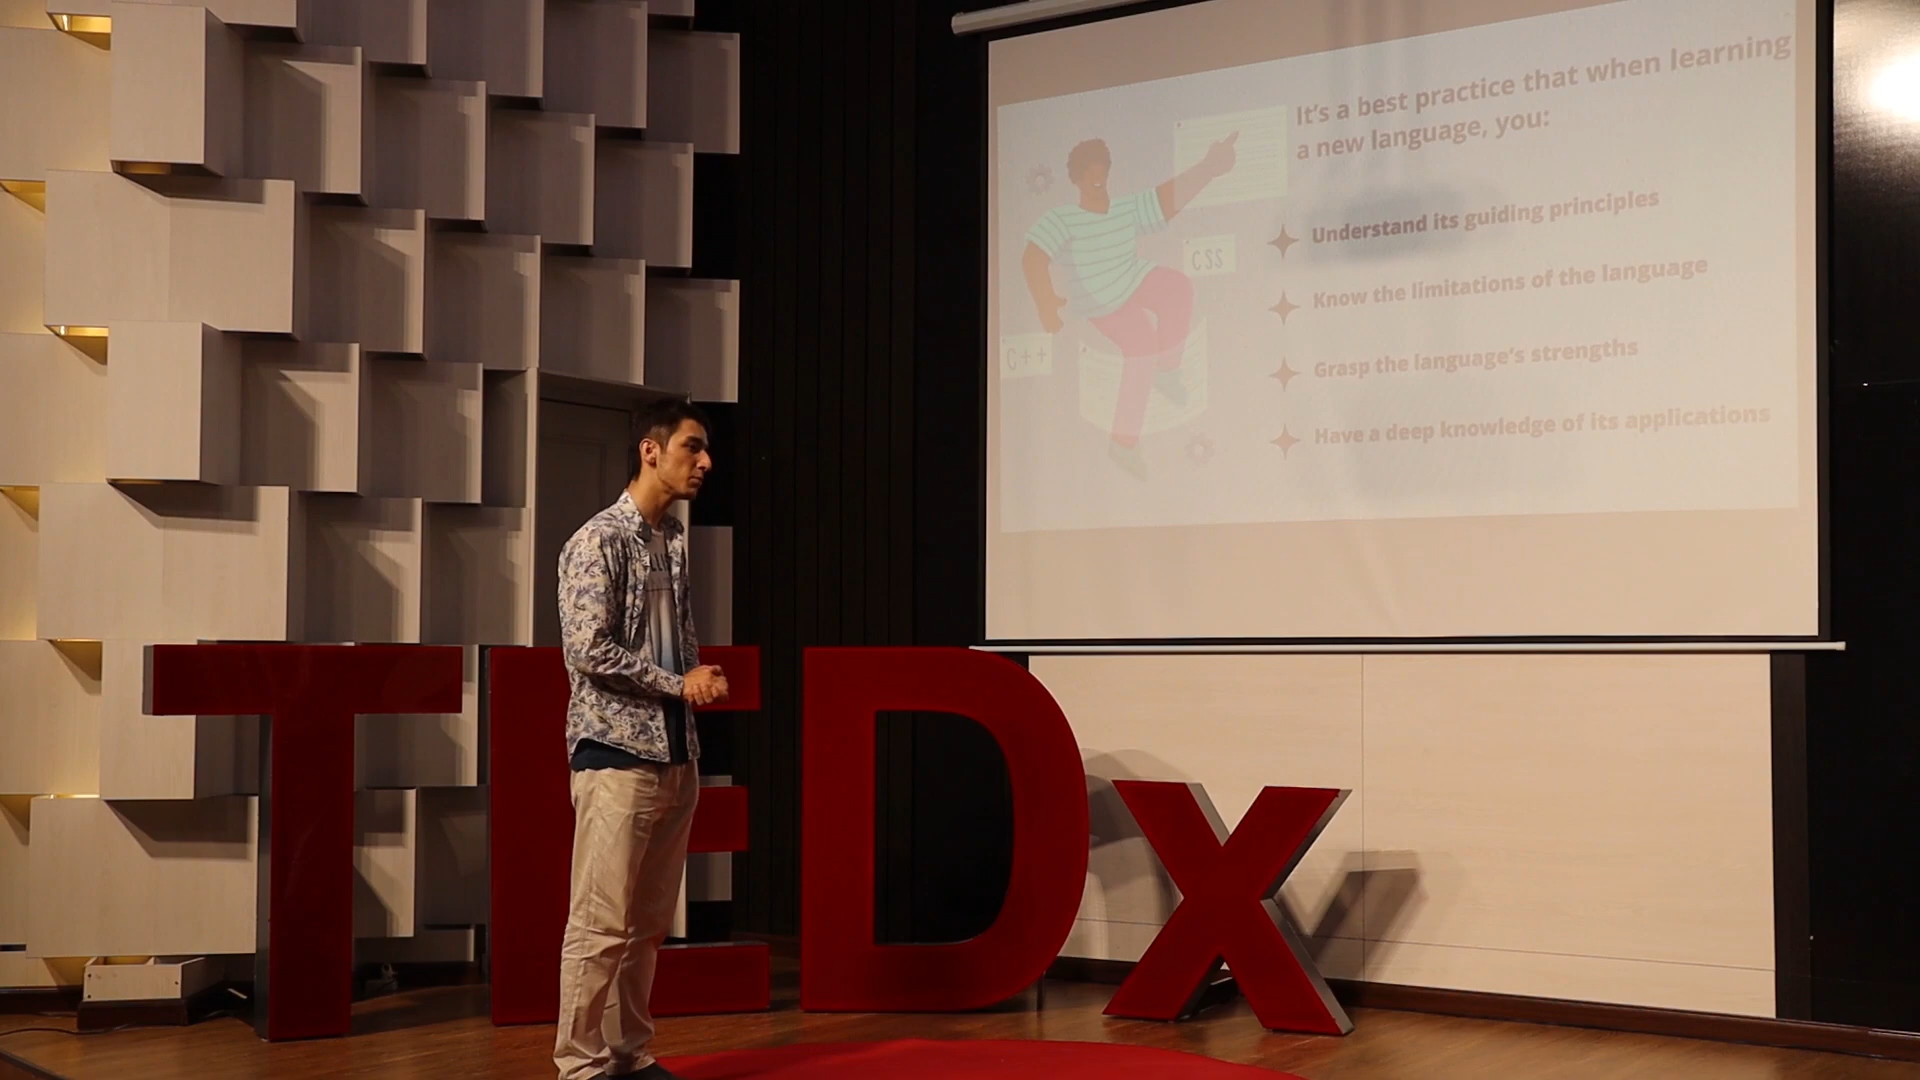 It's a best practice that when learning
a new language, you:
Understand its guiding principles
Know the limitations of the language
Grasp the language's strengths
Have a deep knowledge of its applications
CSS
C++
TEDx